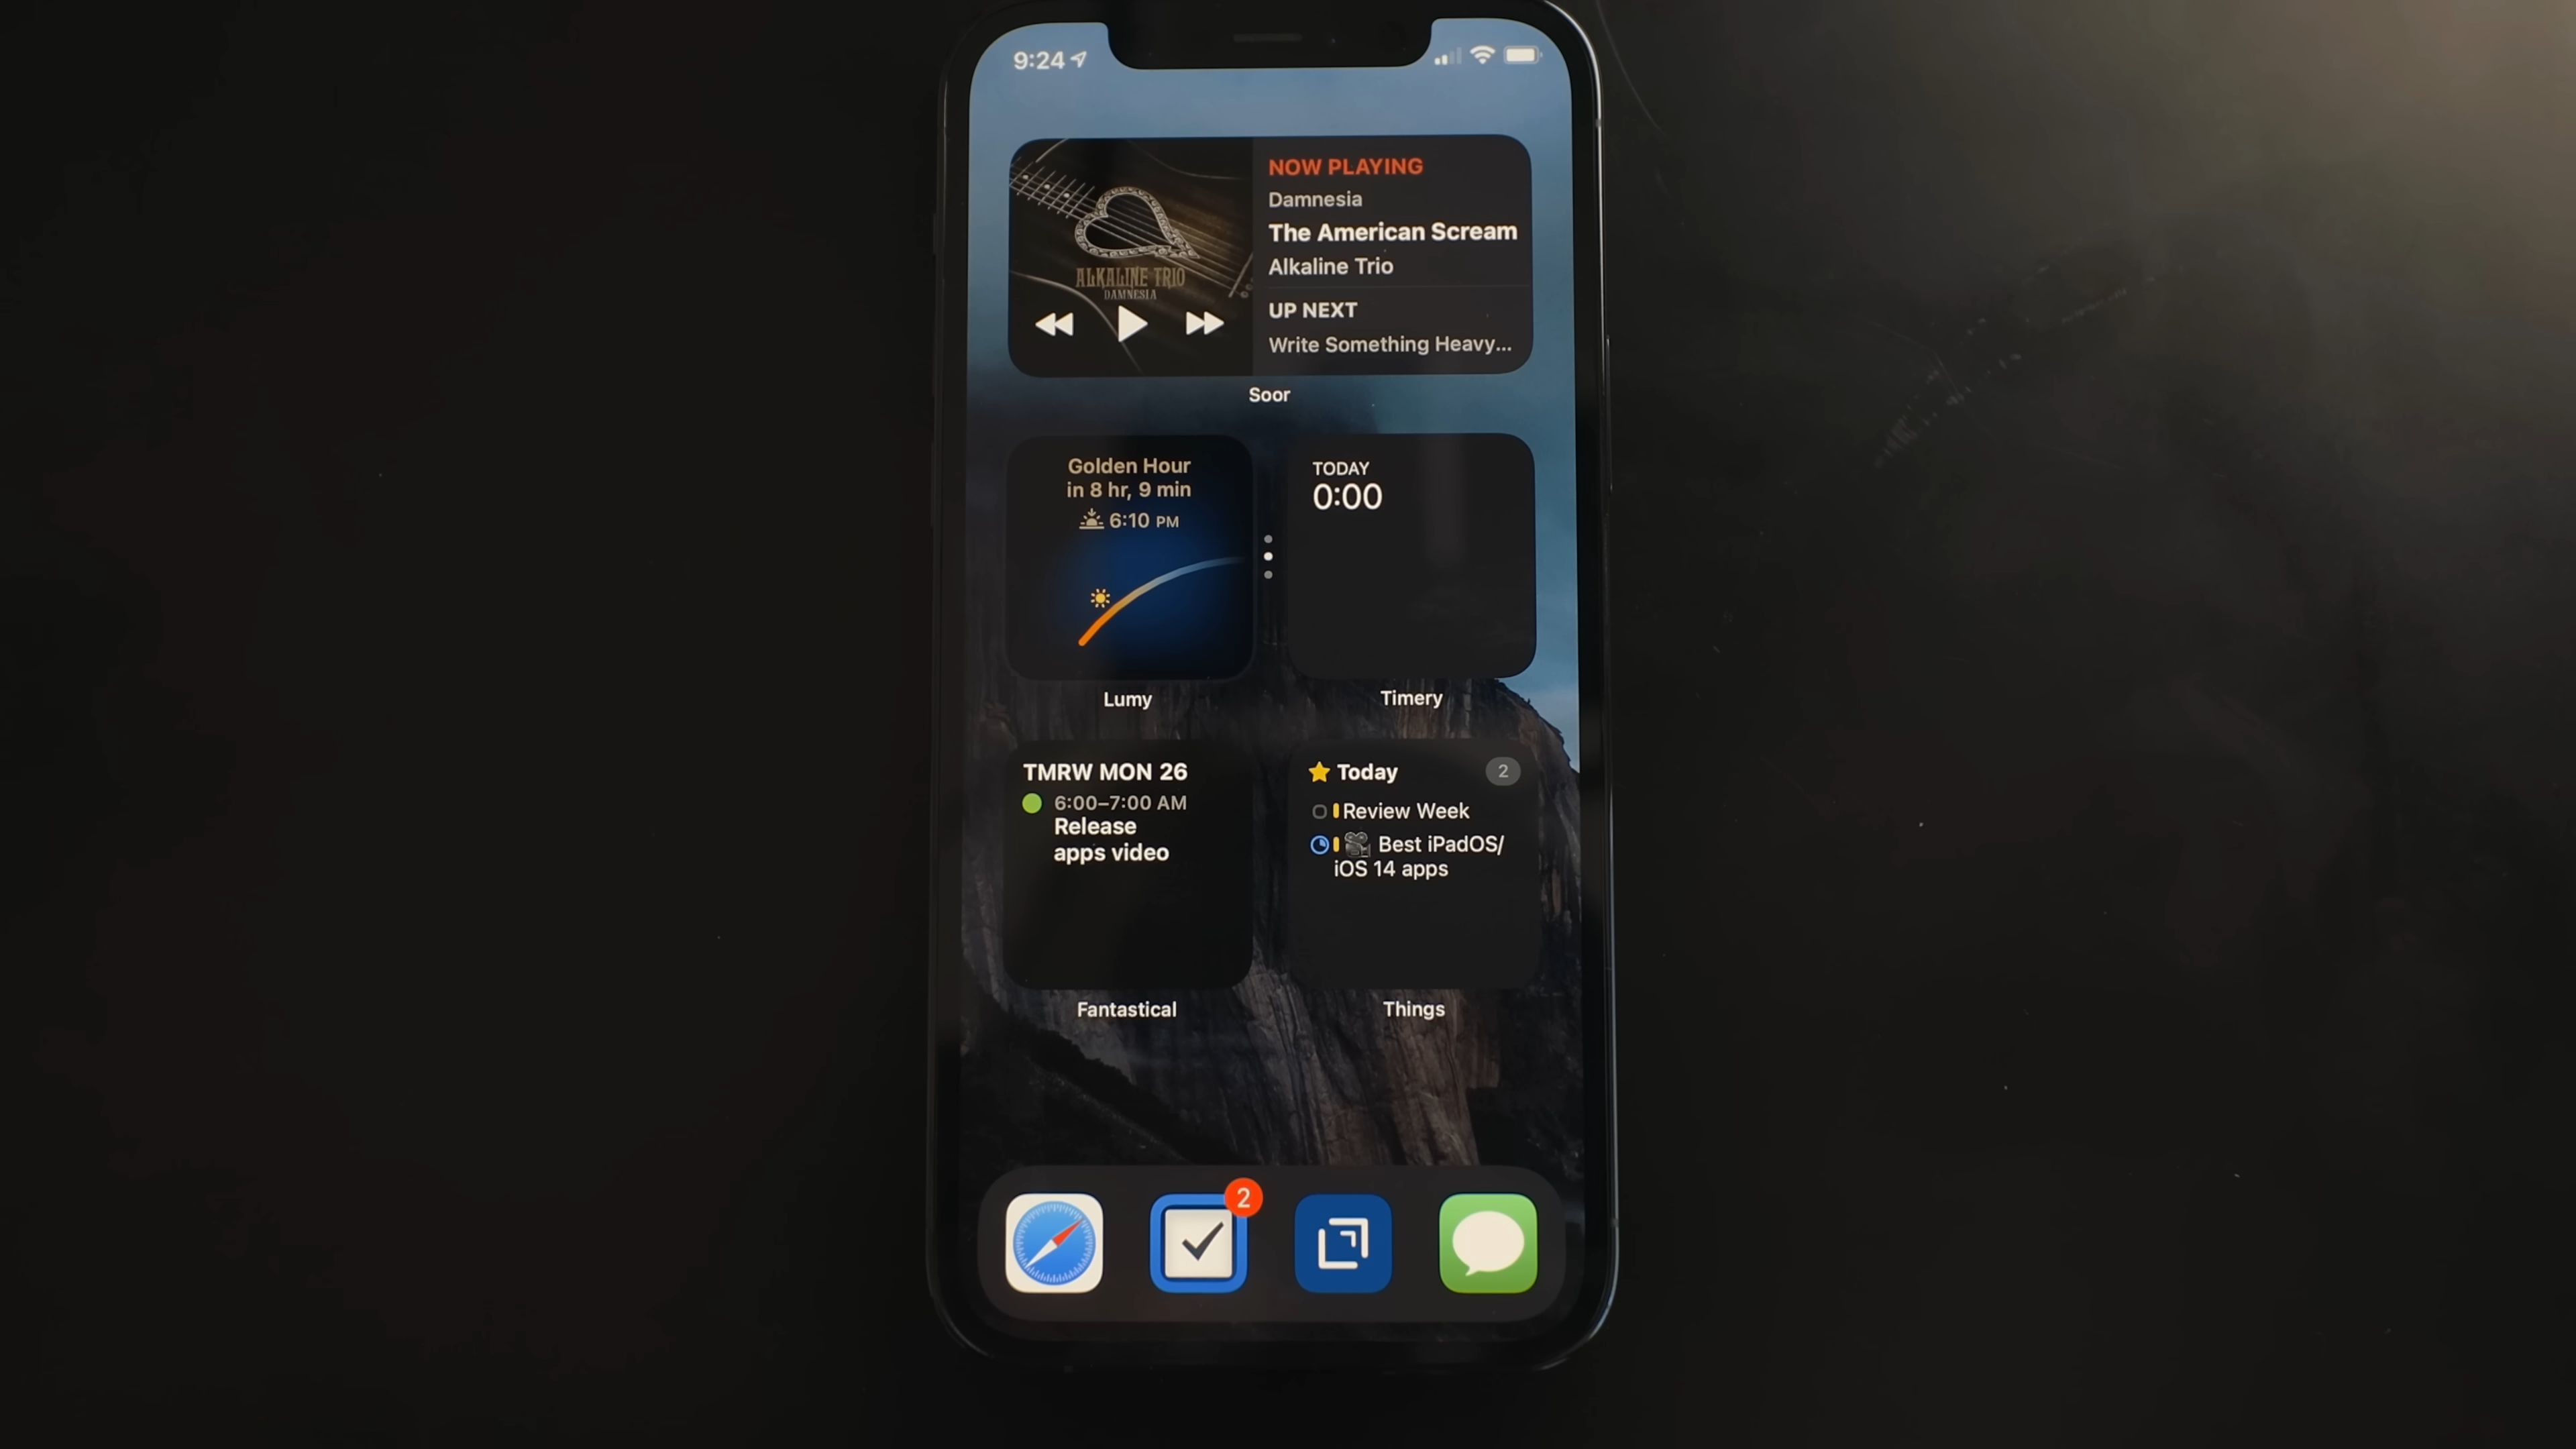 9:24
NOW PLAYING
Damnesia
The American Scream
Alkaline Trio
UP NEXT
Write Something Heavy...
ALKALINE TRIO
DAMNESIA
Soor
Golden Hour
in 8 hr, 9 min
6:10 PM
Lumy
TODAY
0:00
Timery
TMRW MON 26
6:00–7:00 AM
Release
apps video
Fantastical
Today
2
Review Week
Best iPadOS/
iOS 14 apps
Things
2